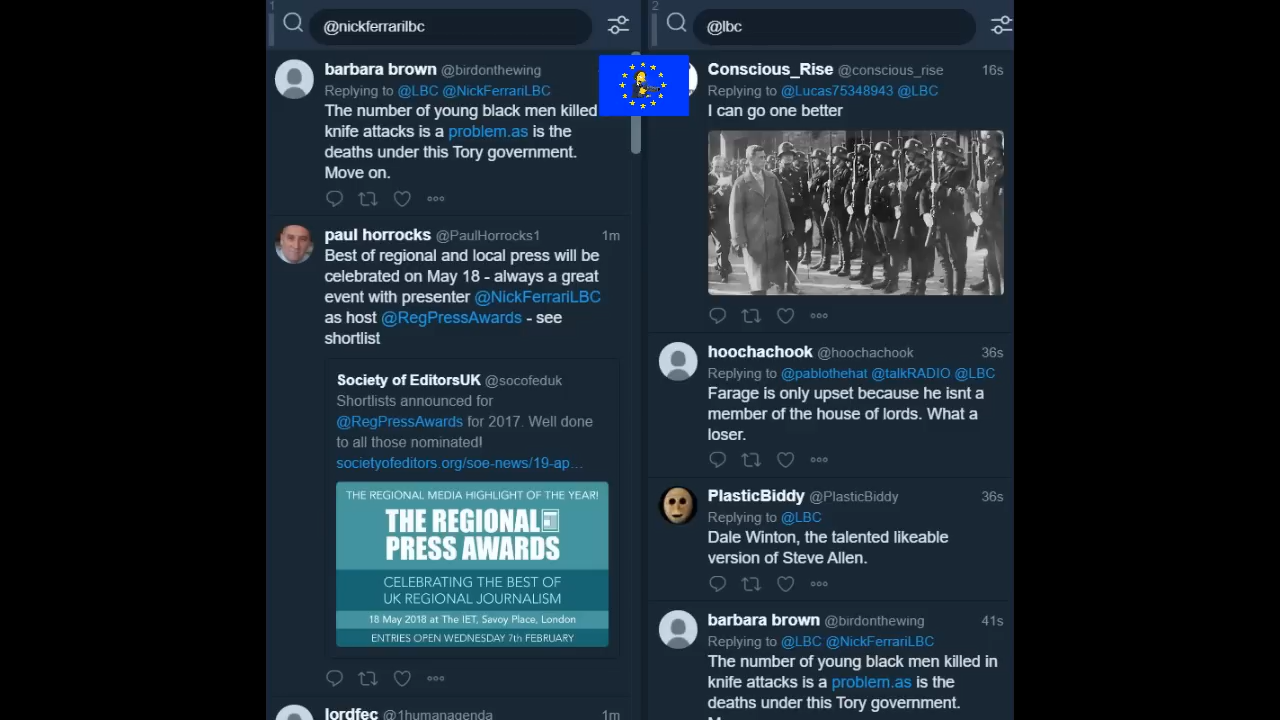 1
@nickferrarilbc
barbara brown @birdonthewing
Replying to @LBC @NickFerrariLBC
The number of young black men killed
knife attacks is a problem.as is the
deaths under this Tory government.
Move on.
paul horrocks @PaulHorrocks1 1m
Best of regional and local press will be
celebrated on May 18 - always a great
event with presenter @NickFerrariLBC
as host @RegPressAwards - see
shortlist
Society of EditorsUK @socofeduk
Shortlists announced for
@RegPressAwards for 2017. Well done
to all those nominated!
societyofeditors.org/soe-news/19-ap…
THE REGIONAL MEDIA HIGHLIGHT OF THE YEAR!
THE REGIONAL
PRESS AWARDS
CELEBRATING THE BEST OF
UK REGIONAL JOURNALISM
18 May 2018 at The IET, Savoy Place, London
ENTRIES OPEN WEDNESDAY 7th FEBRUARY
lordfec @1humanagenda 1m
2
@lbc
Conscious_Rise @conscious_rise 16s
Replying to @Lucas75348943 @LBC
I can go one better
hoochachook @hoochachook 36s
Replying to @pablothehat @talkRADIO @LBC
Farage is only upset because he isnt a
member of the house of lords. What a
loser.
PlasticBiddy @PlasticBiddy 36s
Replying to @LBC
Dale Winton, the talented likeable
version of Steve Allen.
barbara brown @birdonthewing 41s
Replying to @LBC @NickFerrariLBC
The number of young black men killed in
knife attacks is a problem.as is the
deaths under this Tory government.